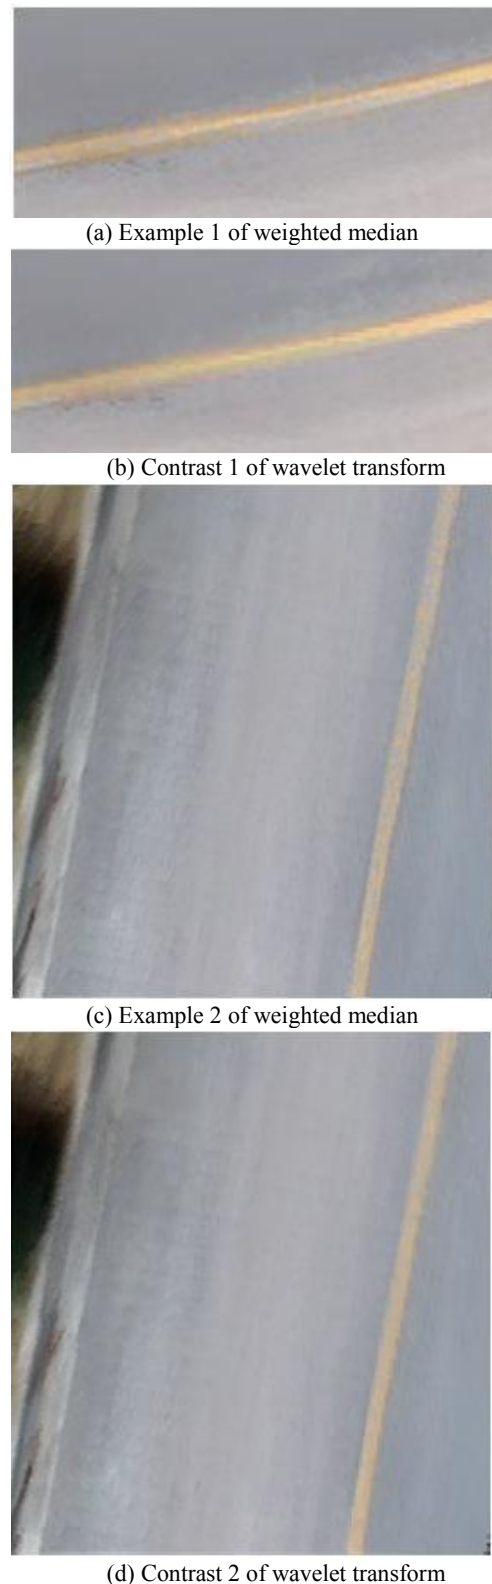 (a) Example 1 of weighted median
(b) Contrast 1 of wavelet transform
(c) Example 2 of weighted median
(d) Contrast 2 of wavelet transform